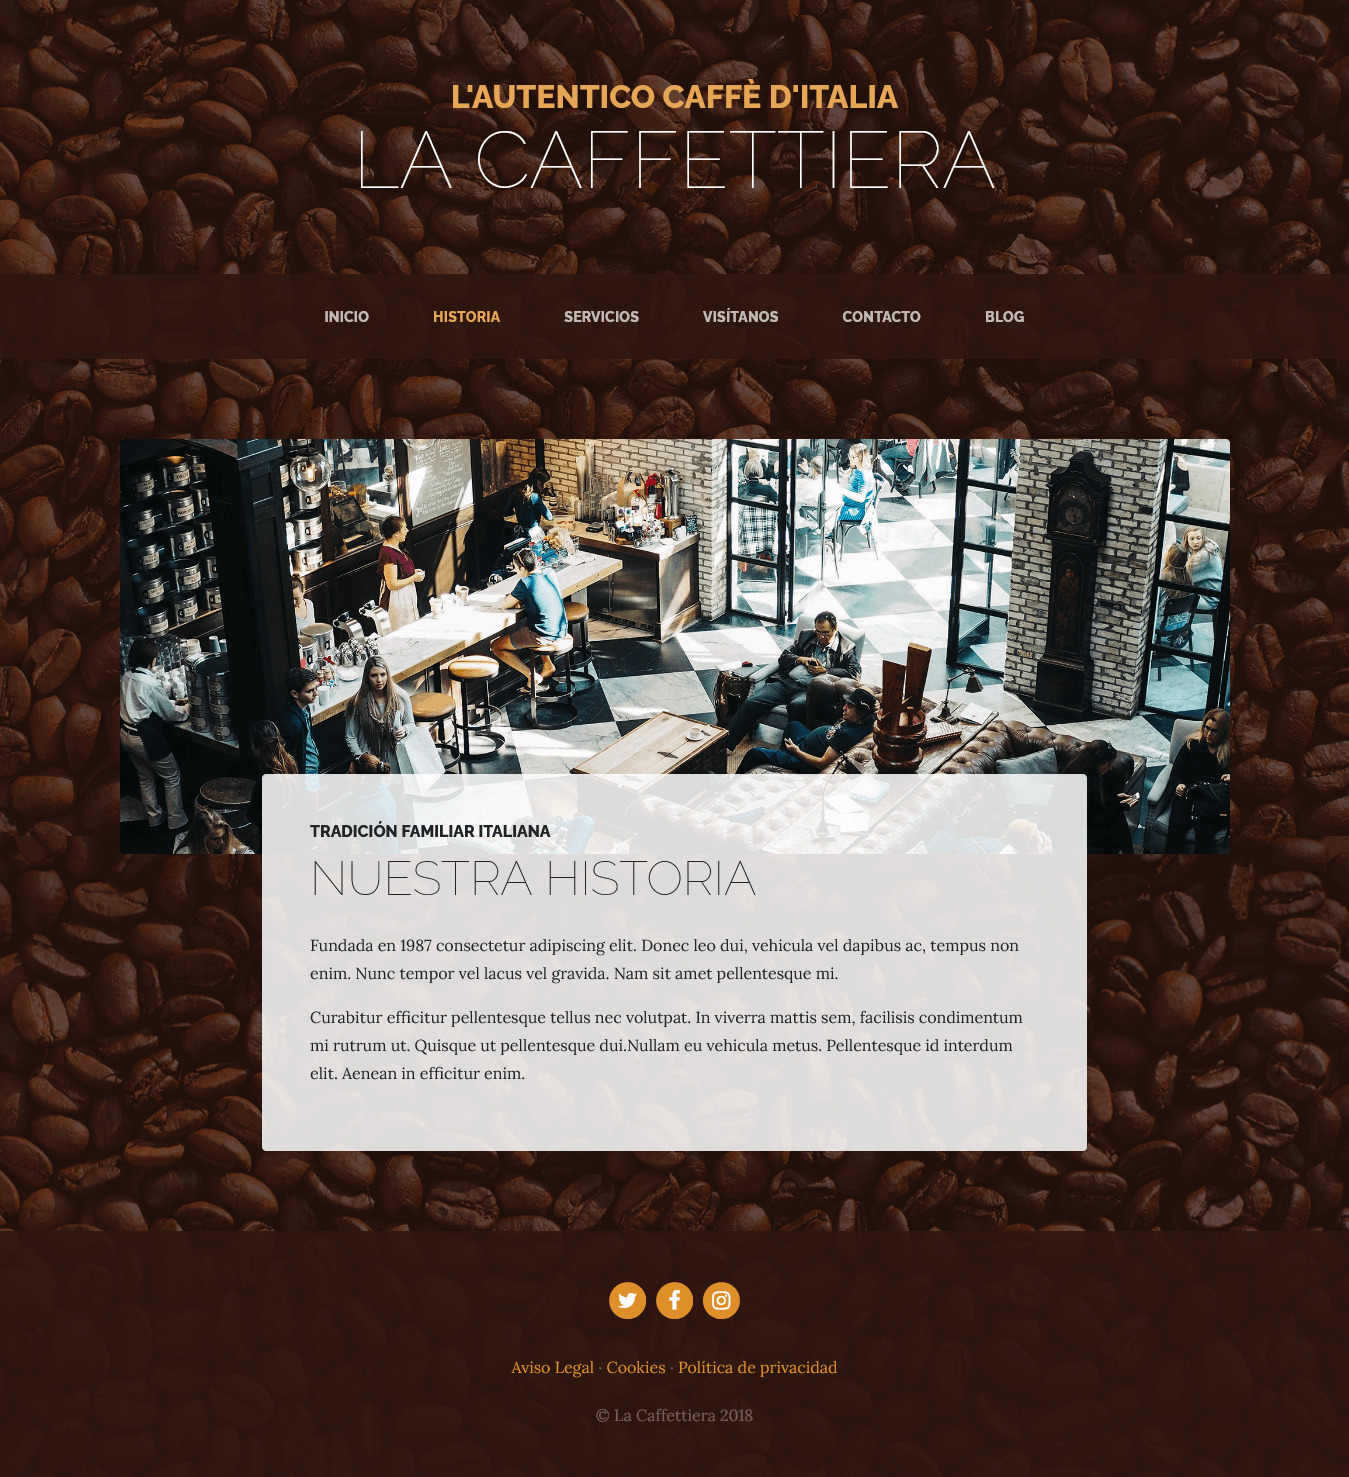 L'AUTENTICO CAFFÈ D'ITALIA
LA CAFFETTIERA
INICIO HISTORIA SERVICIOS VISÍTANOS CONTACTO BLOG
TRADICIÓN FAMILIAR ITALIANA
NUESTRA HISTORIA
Fundada en 1987 consectetur adipiscing elit. Donec leo dui, vehicula vel dapibus ac, tempus non
enim. Nunc tempor vel lacus vel gravida. Nam sit amet pellentesque mi.
Curabitur efficitur pellentesque tellus nec volutpat. In viverra mattis sem, facilisis condimentum
mi rutrum ut. Quisque ut pellentesque dui.Nullam eu vehicula metus. Pellentesque id interdum
elit. Aenean in efficitur enim.
Aviso Legal · Cookies · Política de privacidad
© La Caffettiera 2018